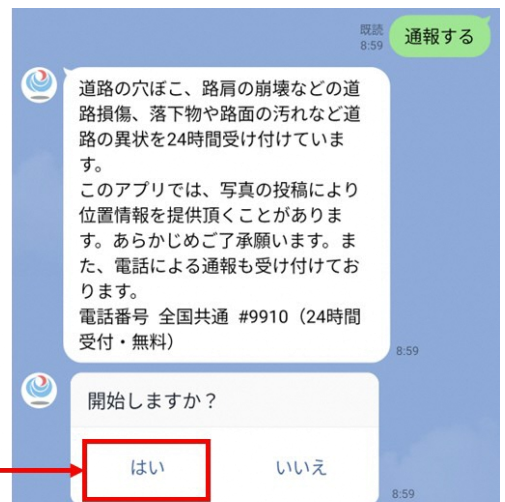 既読
8:59
通報する
道路の穴ぼこ、路肩の崩壊などの道
路損傷、落下物や路面の汚れなど道
路の異状を24時間受け付けていま
す。
このアプリでは、写真の投稿により
位置情報を提供頂くことがありま
す。あらかじめご了承願います。ま
た、電話による通報も受け付けてお
ります。
電話番号 全国共通 #9910（24時間
受付・無料）
8:59
開始しますか？
はい いいえ
8:59